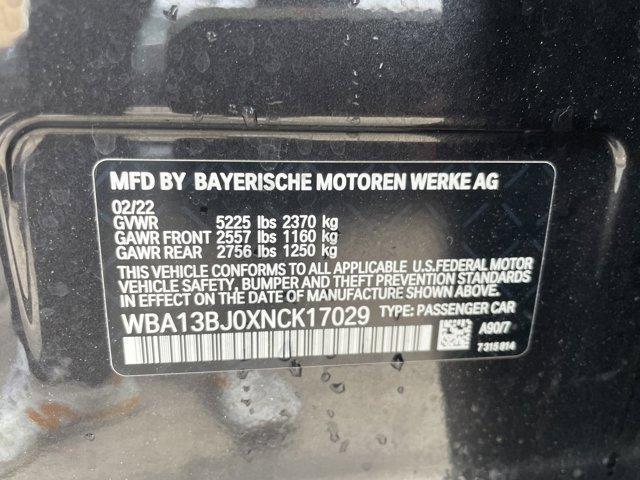 MFD BY BAYERISCHE MOTOREN WERKE AG
02/22
GVWR 5225 lbs 2370 kg
GAWR FRONT 2557 lbs 1160 kg
GAWR REAR 2756 lbs 1250 kg
THIS VEHICLE CONFORMS TO ALL APPLICABLE U.S.FEDERAL MOTOR
VEHICLE SAFETY, BUMPER AND THEFT PREVENTION STANDARDS
IN EFFECT ON THE DATE OF MANUFACTURE SHOWN ABOVE.
WBA13BJ0XNCK17029 TYPE: PASSENGER CAR
A90/7
7315814